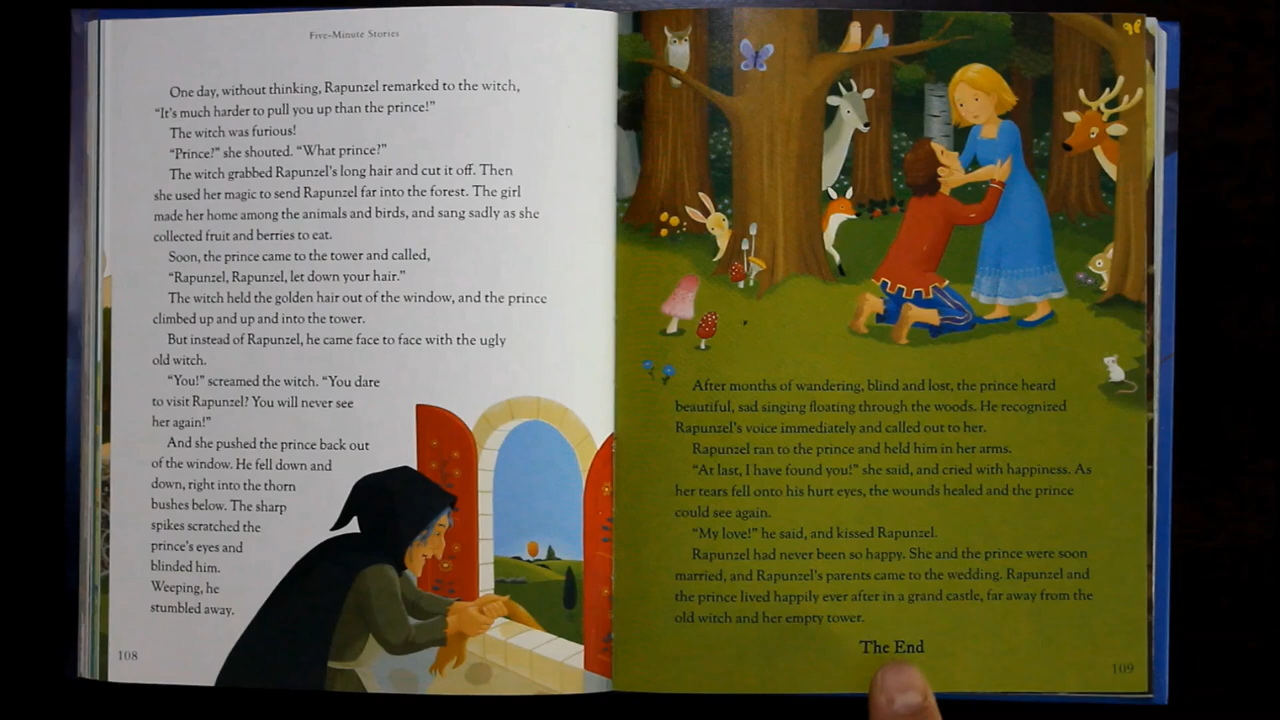 Five-Minute Stories
One day, without thinking, Rapunzel remarked to the witch,
“It's much harder to pull you up than the prince!”
The witch was furious!
“Prince?” she shouted. “What prince?”
The witch grabbed Rapunzel's long hair and cut it off. Then
she used her magic to send Rapunzel far into the forest. The girl
made her home among the animals and birds, and sang sadly as she
collected fruit and berries to eat.
Soon, the prince came to the tower and called,
“Rapunzel, Rapunzel, let down your hair.”
The witch held the golden hair out of the window, and the prince
climbed up and up and into the tower.
But instead of Rapunzel, he came face to face with the ugly
old witch.
“You!” screamed the witch. “You dare
to visit Rapunzel? You will never see
her again!”
And she pushed the prince back out
of the window. He fell down and
down, right into the thorn
bushes below. The sharp
spikes scratched the
prince's eyes and
blinded him.
Weeping, he
stumbled away.
108
After months of wandering, blind and lost, the prince heard
beautiful, sad singing floating through the woods. He recognized
Rapunzel's voice immediately and called out to her.
Rapunzel ran to the prince and held him in her arms.
“At last, I have found you!” she said, and cried with happiness. As
her tears fell onto his hurt eyes, the wounds healed and the prince
could see again.
“My love!” he said, and kissed Rapunzel.
Rapunzel had never been so happy. She and the prince were soon
married, and Rapunzel's parents came to the wedding. Rapunzel and
the prince lived happily ever after in a grand castle, far away from the
old witch and her empty tower.
The End
109